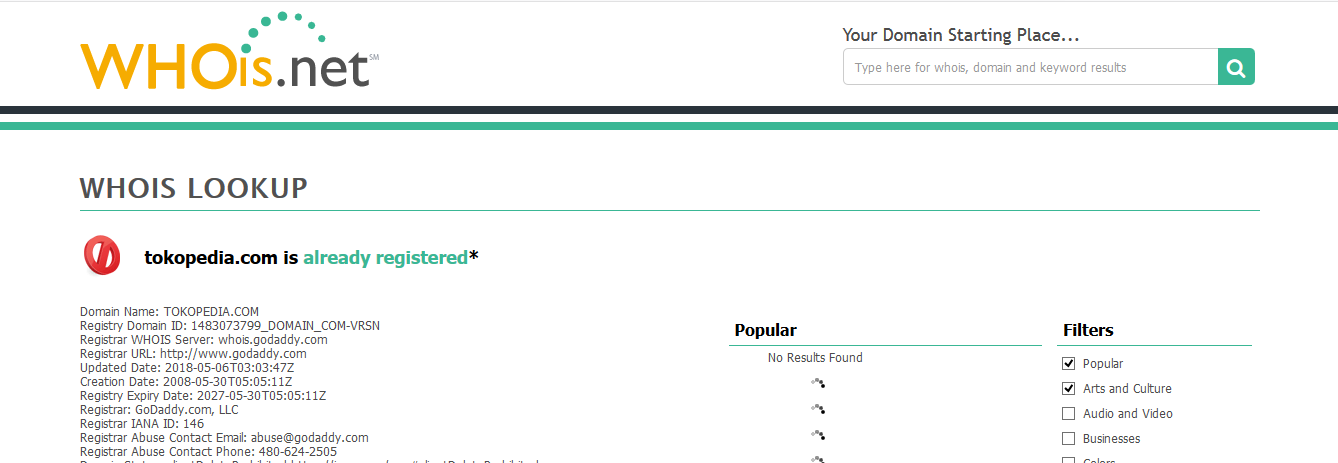 WHOis.net SM
Your Domain Starting Place...
Type here for whois, domain and keyword results
WHOIS LOOKUP
tokopedia.com is already registered*
Domain Name: TOKOPEDIA.COM
Registry Domain ID: 1483073799_DOMAIN_COM-VRSN
Registrar WHOIS Server: whois.godaddy.com
Registrar URL: http://www.godaddy.com
Updated Date: 2018-05-06T03:03:47Z
Creation Date: 2008-05-30T05:05:11Z
Registry Expiry Date: 2027-05-30T05:05:11Z
Registrar: GoDaddy.com, LLC
Registrar IANA ID: 146
Registrar Abuse Contact Email: abuse@godaddy.com
Registrar Abuse Contact Phone: 480-624-2505
Popular
No Results Found
Filters
Popular
Arts and Culture
Audio and Video
Businesses
Colors